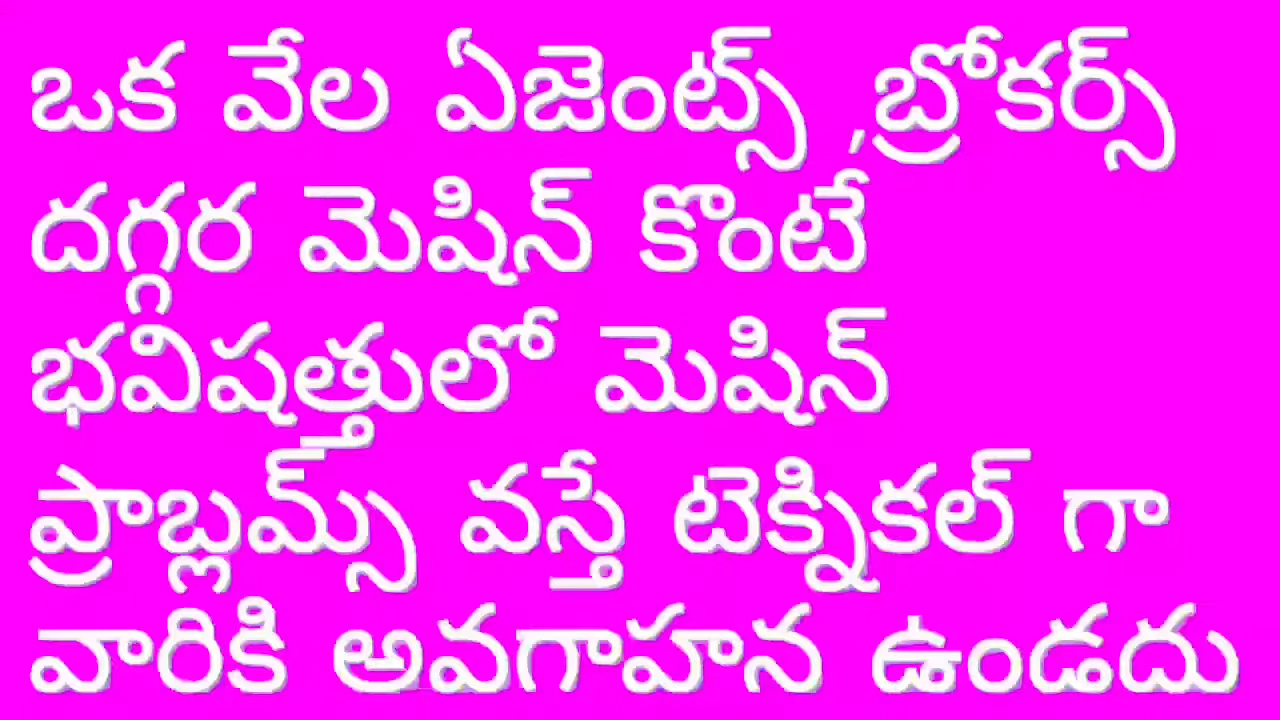 ఒక వేల ఏజెంట్స్ ,బ్రోకర్స్
దగ్గర మెషిన్ కొంటే
భవిషత్తులో మెషిన్
ప్రాబ్లమ్స్ వస్తే టెక్నికల్ గా
వారికి అవగాహన ఉండదు